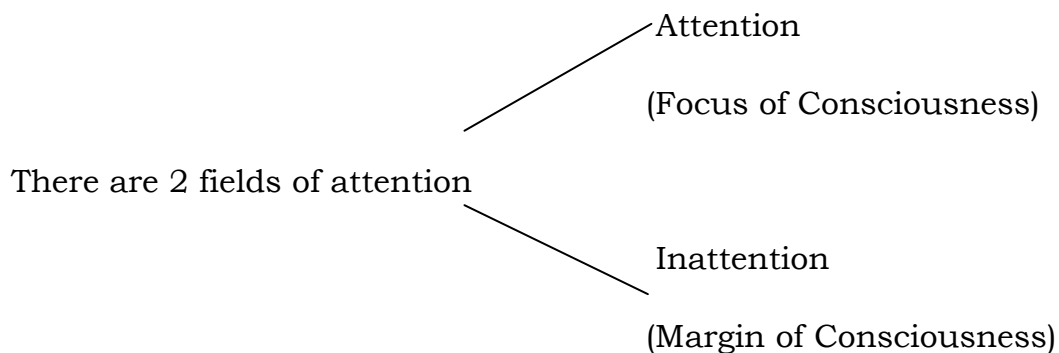 Attention
(Focus of Consciousness)
There are 2 fields of attention
Inattention
(Margin of Consciousness)